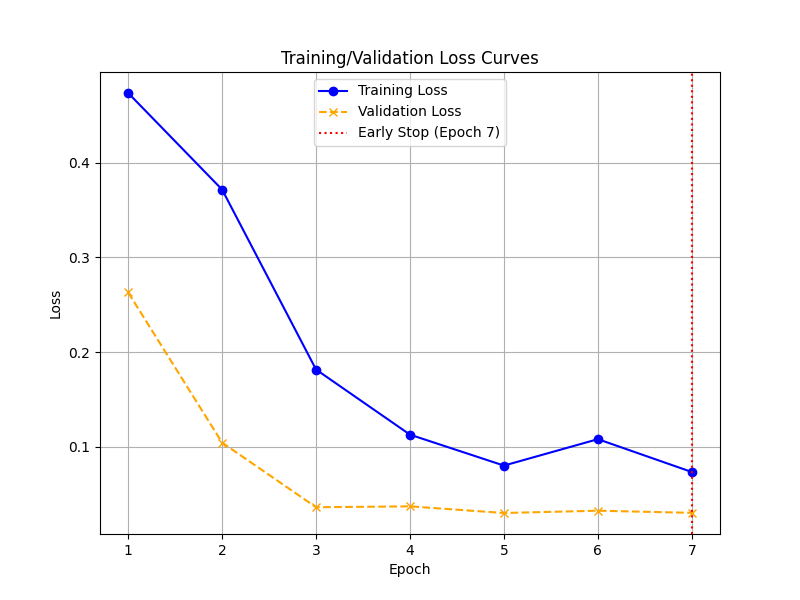 Training/Validation Loss Curves
Training Loss
Validation Loss
Early Stop (Epoch 7)
0.4
0.3
0.2
0.1
Loss
1 2 3 4 5 6 7
Epoch